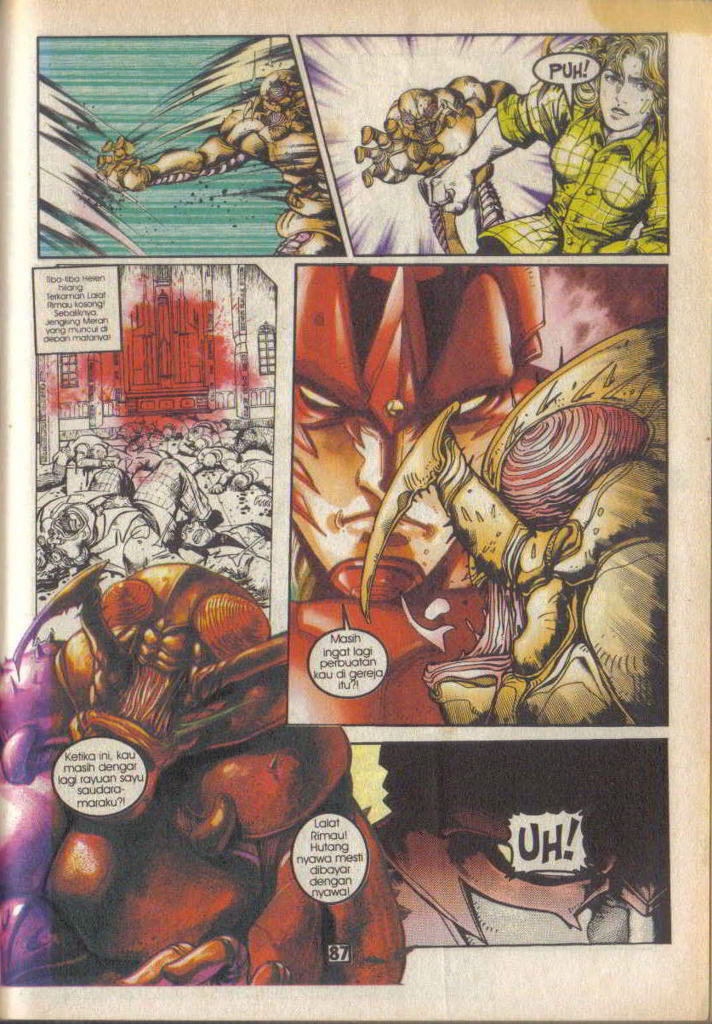 PUH!
Tiba-tiba Helen
hilang
Terkaman Lalat
Rimau kosong!
Sebaliknya,
Jengking Merah
yang muncul di
depan matanya!
Masih
ingat lagi
perbuatan
kau di gereja
itu?!
Ketika ini, kau
masih dengar
lagi rayuan sayu
saudara-
maraku?!
Lalat
Rimau!
Hutang
nyawa mesti
dibayar
dengan
nyawa!
UH!
87